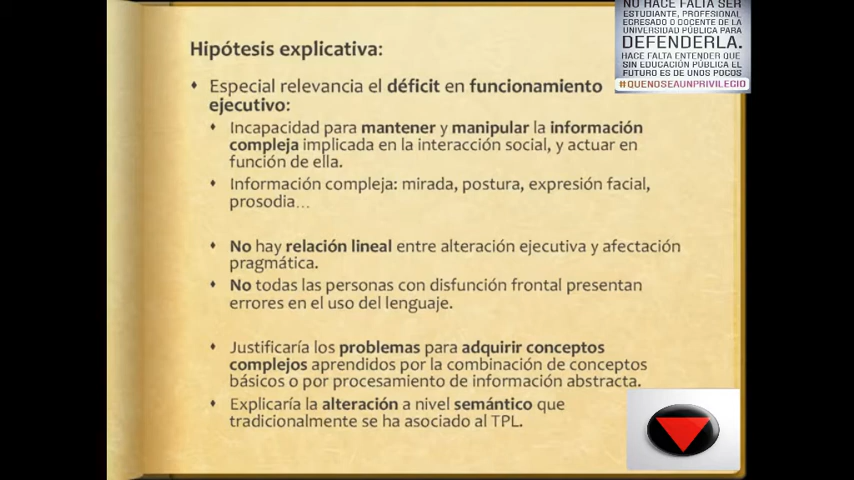 NO HACE FALTA SER
ESTUDIANTE, PROFESIONAL
EGRESADO O DOCENTE DE LA
UNIVERSIDAD PÚBLICA PARA
DEFENDERLA.
HACE FALTA ENTENDER QUE
SIN EDUCACIÓN PÚBLICA EL
FUTURO ES DE UNOS POCOS
#QUENOSEAUNPRIVILEGIO
Hipótesis explicativa:
Especial relevancia el déficit en funcionamiento
ejecutivo:
Incapacidad para mantener y manipular la información
compleja implicada en la interacción social, y actuar en
función de ella.
Información compleja: mirada, postura, expresión facial,
prosodia...
No hay relación lineal entre alteración ejecutiva y afectación
pragmática.
No todas las personas con disfunción frontal presentan
errores en el uso del lenguaje.
Justificaría los problemas para adquirir conceptos
complejos aprendidos por la combinación de conceptos
básicos o por procesamiento de información abstracta.
Explicaría la alteración a nivel semántico que
tradicionalmente se ha asociado al TPL.